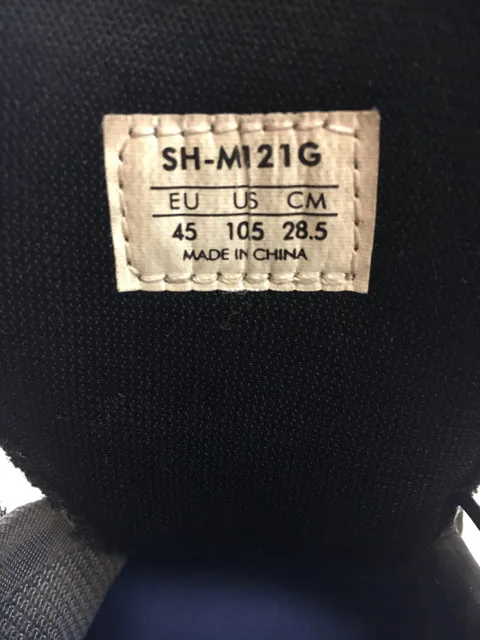 SH-M121G
EU US CM
45 105 28.5
MADE IN CHINA